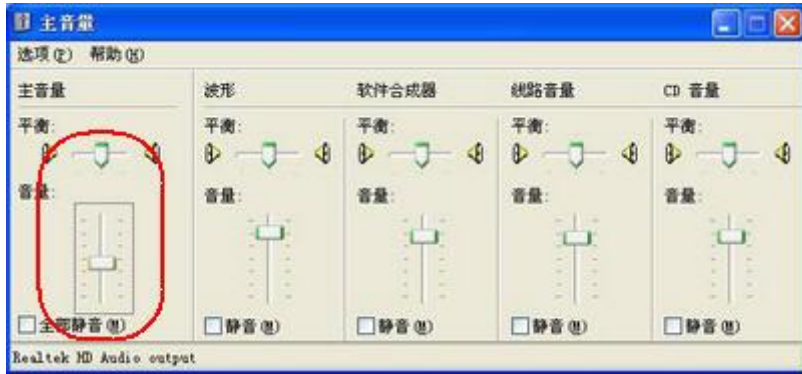 主音量
选项(F) 帮助(H)
主音量 波形 软件合成器 线路音量 CD 音量
平衡: 平衡: 平衡: 平衡: 平衡:
音量: 音量: 音量: 音量: 音量:
全部静音(M) 静音(M) 静音(M) 静音(M) 静音(M)
Realtek HD Audio output